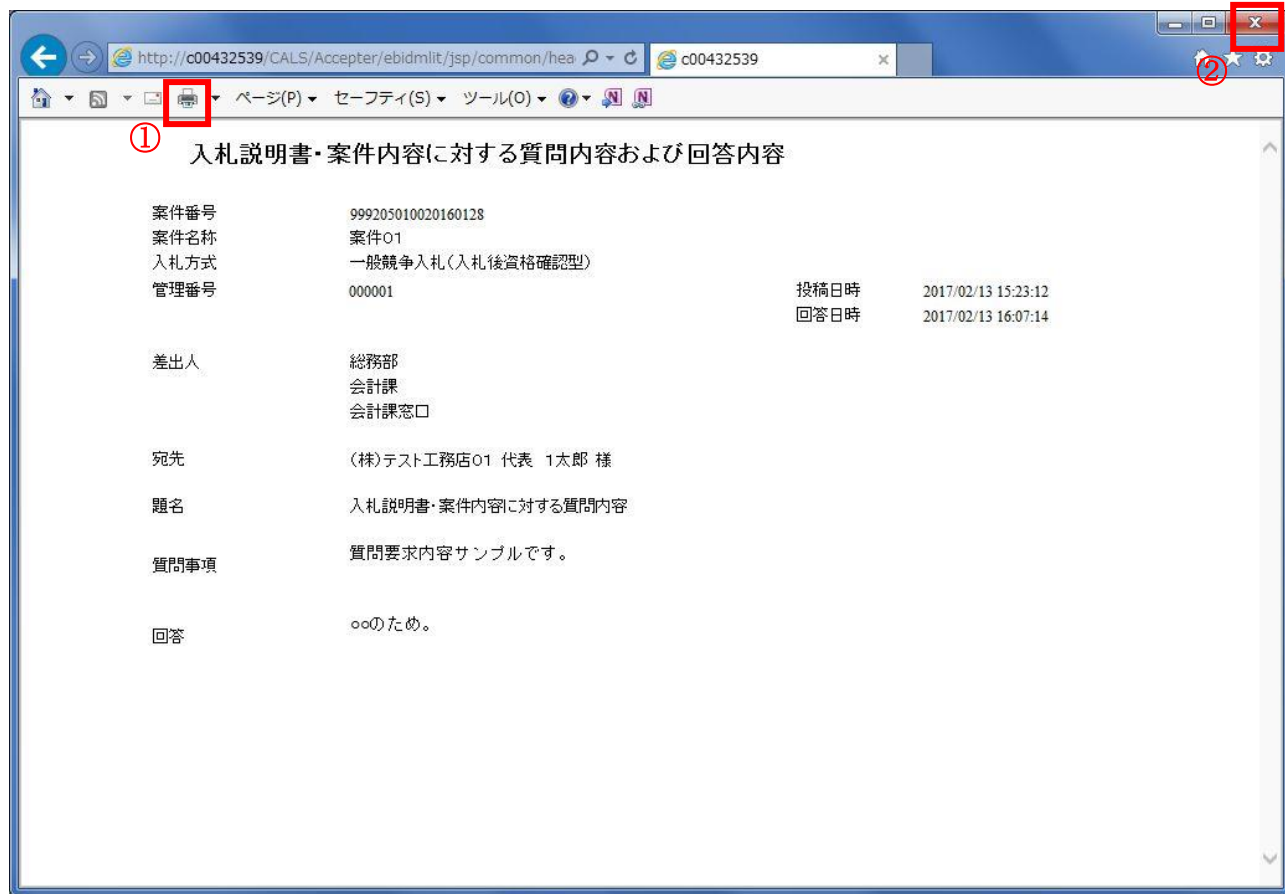 http://c00432539/CALS/Accepter/ebidmlit/jsp/common/hea
c00432539
②
ページ(P) セーフティ(S) ツール(O)
①
入札説明書・案件内容に対する質問内容および回答内容
案件番号 999205010020160128
案件名称 案件01
入札方式 一般競争入札(入札後資格確認型)
管理番号 000001 投稿日時 2017/02/13 15:23:12
回答日時 2017/02/13 16:07:14
差出人 総務部
会計課
会計課窓口
宛先 (株)テスト工務店01 代表 1太郎 様
題名 入札説明書・案件内容に対する質問内容
質問事項 質問要求内容サンプルです。
回答 ○○のため。